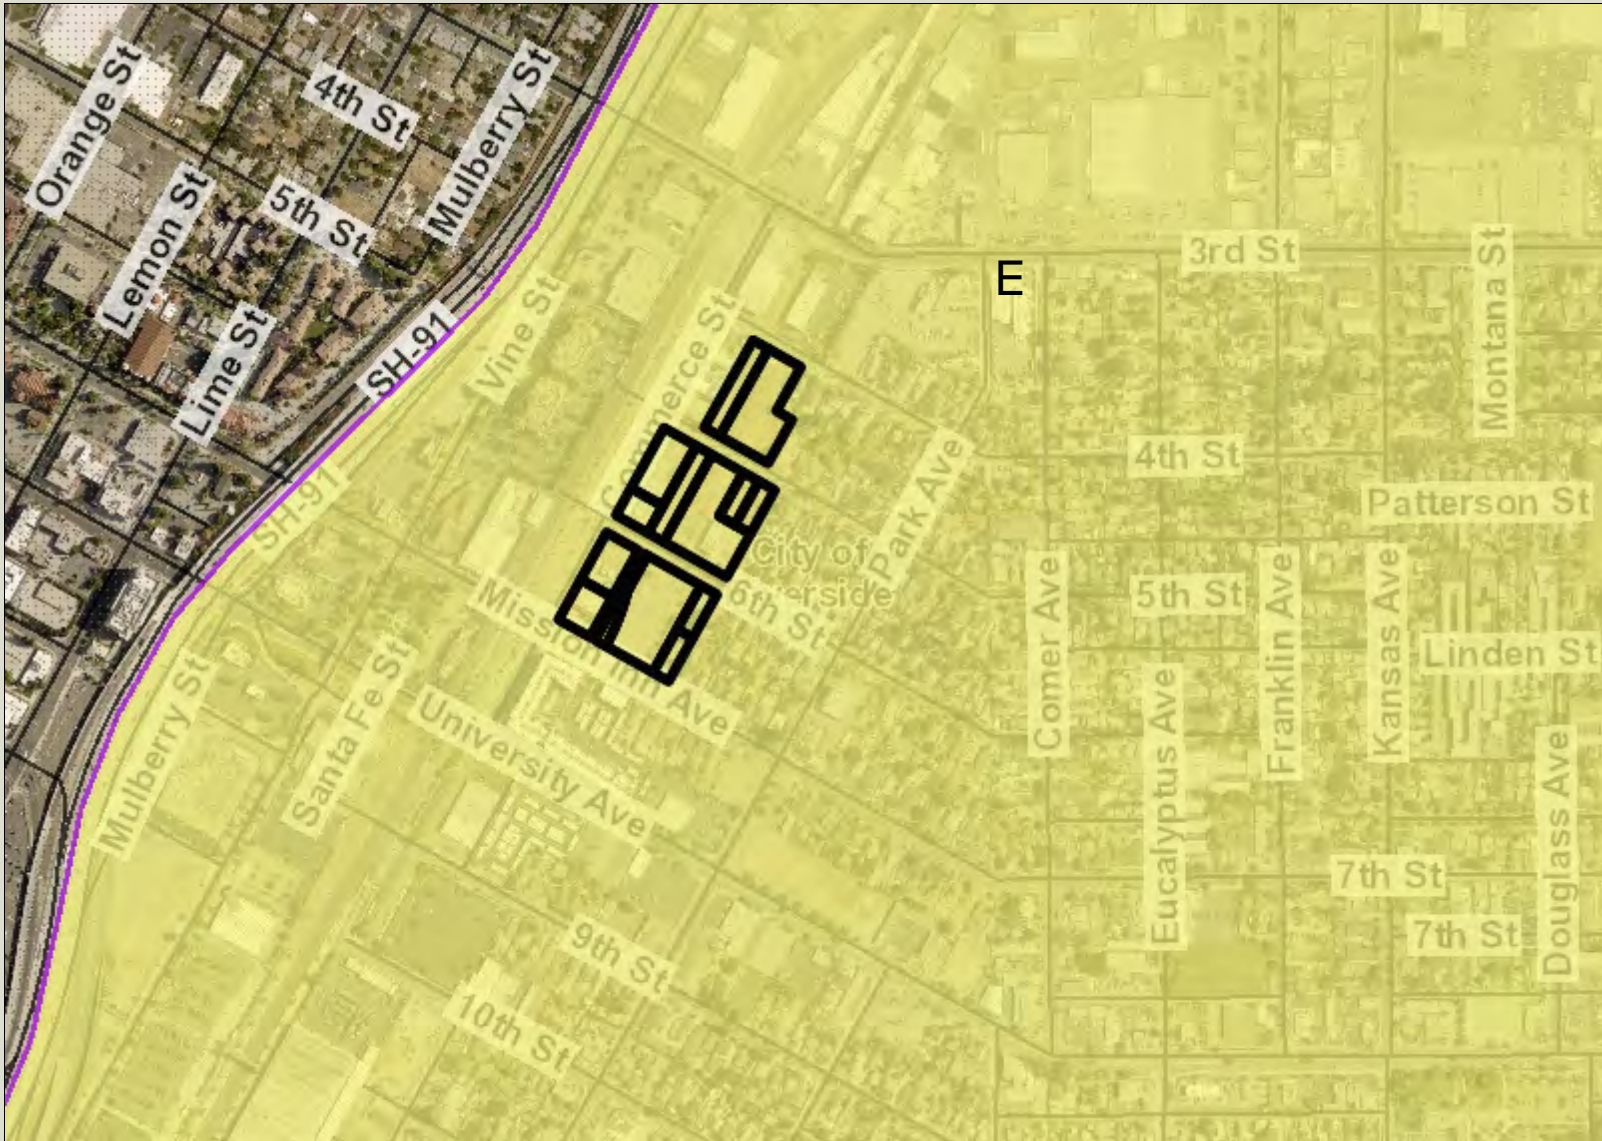 Orange St
4th St
Mulberry St
5th St
Lemon St
Lime St
SH-91
Vine St
Commerce St
3rd St
E
Montana St
4th St
Park Ave
Patterson St
SH-91
City of
Mission Inn Ave
6th St
Comer Ave
5th St
Franklin Ave
Kansas Ave
Linden St
Mulberry St
Santa Fe St
University Ave
Eucalyptus Ave
Douglass Ave
7th St
7th St
9th St
10th St